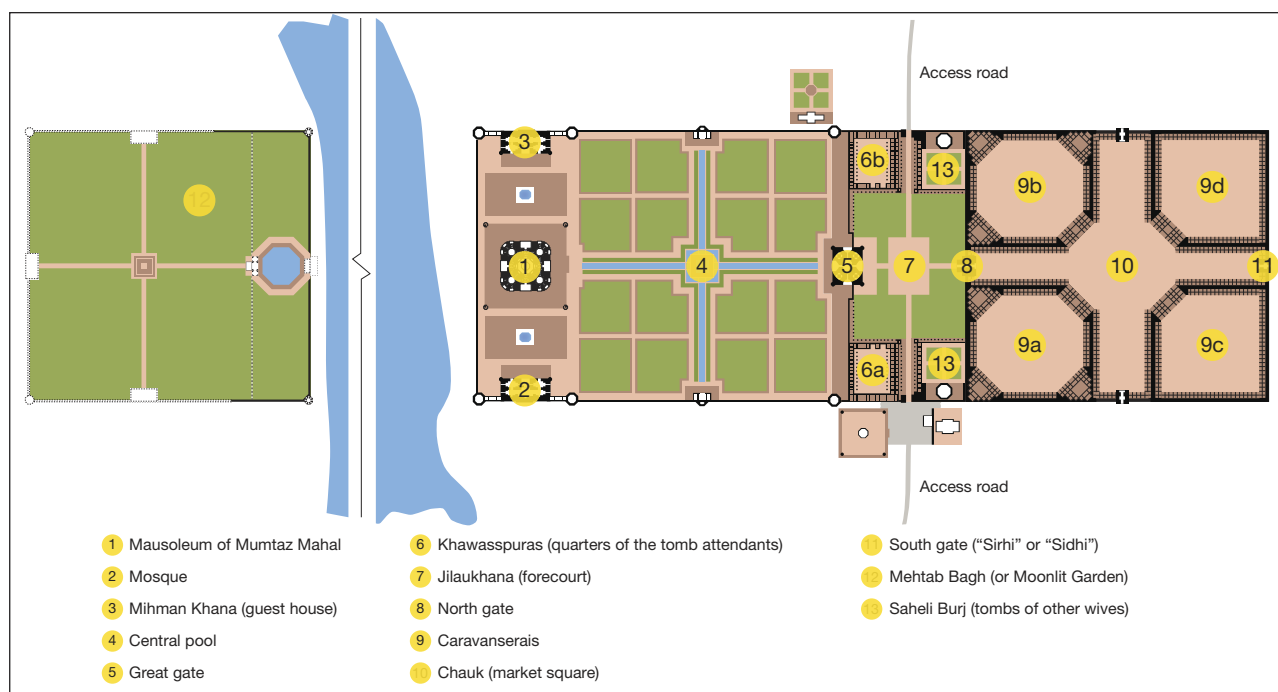 Access road
3
6b
13
9b
9d
12
1
4
5
7
8
10
11
9a
9c
6a
13
2
Access road
1 Mausoleum of Mumtaz Mahal
2 Mosque
3 Mihman Khana (guest house)
4 Central pool
5 Great gate
6 Khawasspuras (quarters of the tomb attendants)
7 Jilaukhana (forecourt)
8 North gate
9 Caravanserais
10 Chauk (market square)
11 South gate (“Sirhi” or “Sidhi”)
12 Mehtab Bagh (or Moonlit Garden)
13 Saheli Burj (tombs of other wives)